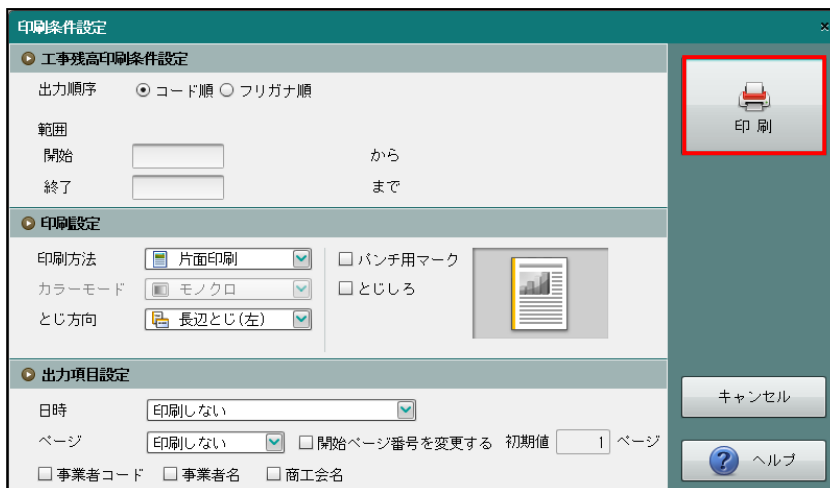 印刷条件設定
工事残高印刷条件設定
出力順序 コード順 フリガナ順
範囲
開始 から
終了 まで
印刷設定
印刷方法 片面印刷 パンチ用マーク
カラーモード モノクロ とじしろ
とじ方向 長辺とじ(左)
出力項目設定
日時 印刷しない
ページ 印刷しない 開始ページ番号を変更する 初期値 1 ページ
事業者コード 事業者名 商工会名
印 刷
キャンセル
ヘルプ